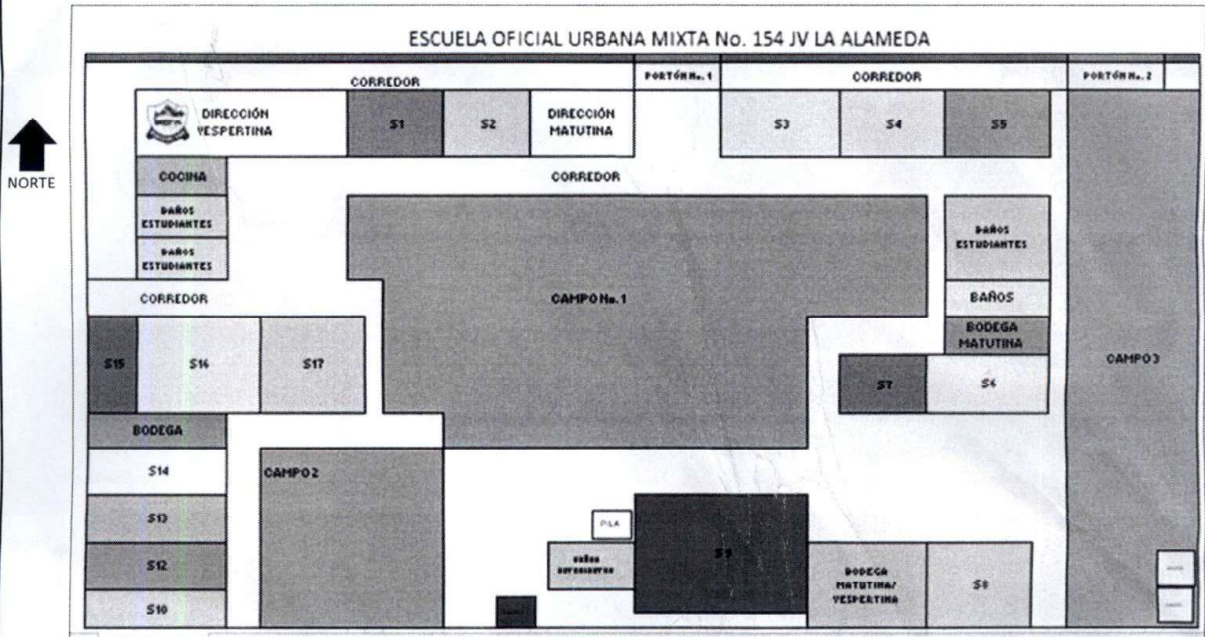 ESCUELA OFICIAL URBANA MIXTA No. 154 JV LA ALAMEDA
PORTÓN No. 1
PORTÓN No. 2
CORREDOR
CORREDOR
DIRECCIÓN
VESPERTINA
S1
S2
DIRECCIÓN
MATUTINA
S3
S4
S5
NORTE
COCINA
CORREDOR
BAÑOS
ESTUDIANTES
BAÑOS
ESTUDIANTES
BAÑOS
ESTUDIANTES
CORREDOR
CAMPO No. 1
BAÑOS
BODEGA
MATUTINA
CAMPO 3
S15
S16
S17
S7
S6
BODEGA
S14
CAMPO 2
S13
PILA
S9
S12
BODEGA
MATUTINA/
VESPERTINA
S8
S10